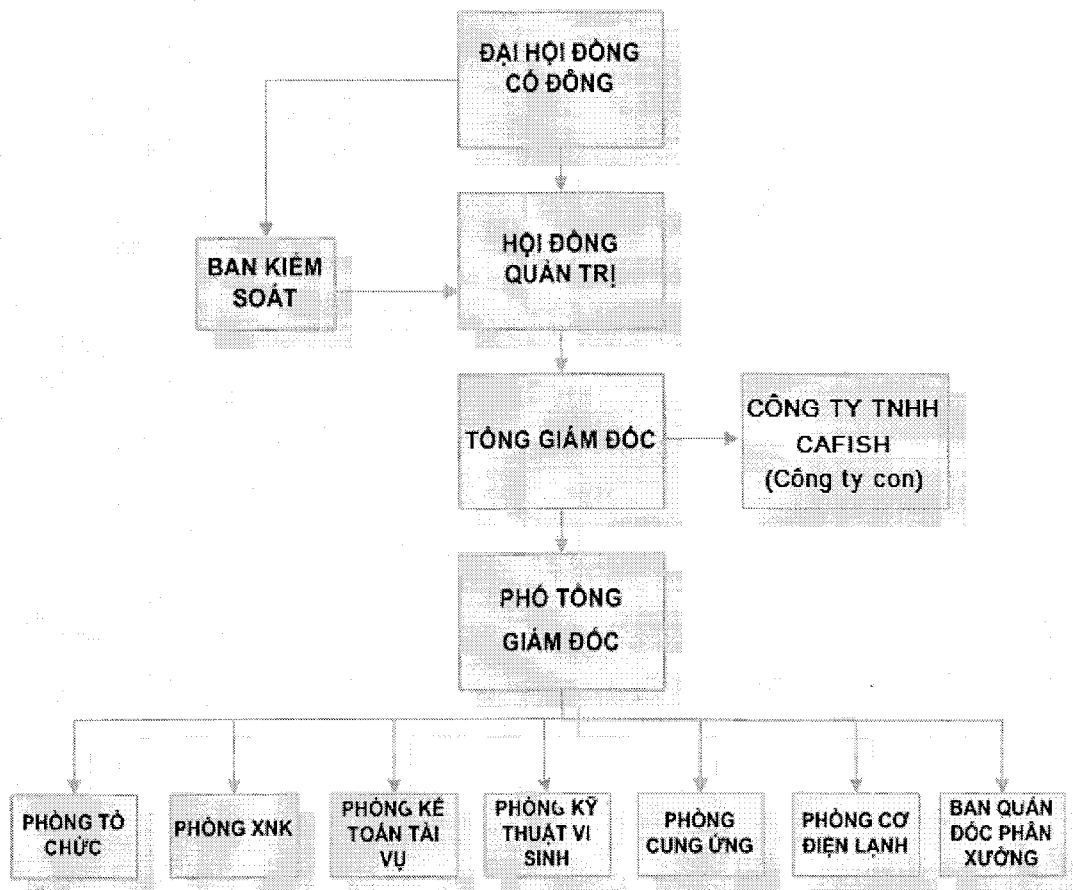 ĐẠI HỘI ĐỒNG
CỔ ĐÔNG
HỘI ĐỒNG
QUẢN TRỊ
BAN KIỂM
SOÁT
TỔNG GIÁM ĐỐC
CÔNG TY TNHH
CAFISH
(Công ty con)
PHÓ TỔNG
GIÁM ĐỐC
PHÒNG TỔ
CHỨC
PHÒNG XNK
PHÒNG KẾ
TOÁN TÀI
VỤ
PHÒNG KỸ
THUẬT VI
SINH
PHÒNG
CUNG ỨNG
PHÒNG CƠ
ĐIỆN LẠNH
BAN QUẢN
ĐỐC PHÂN
XƯỞNG